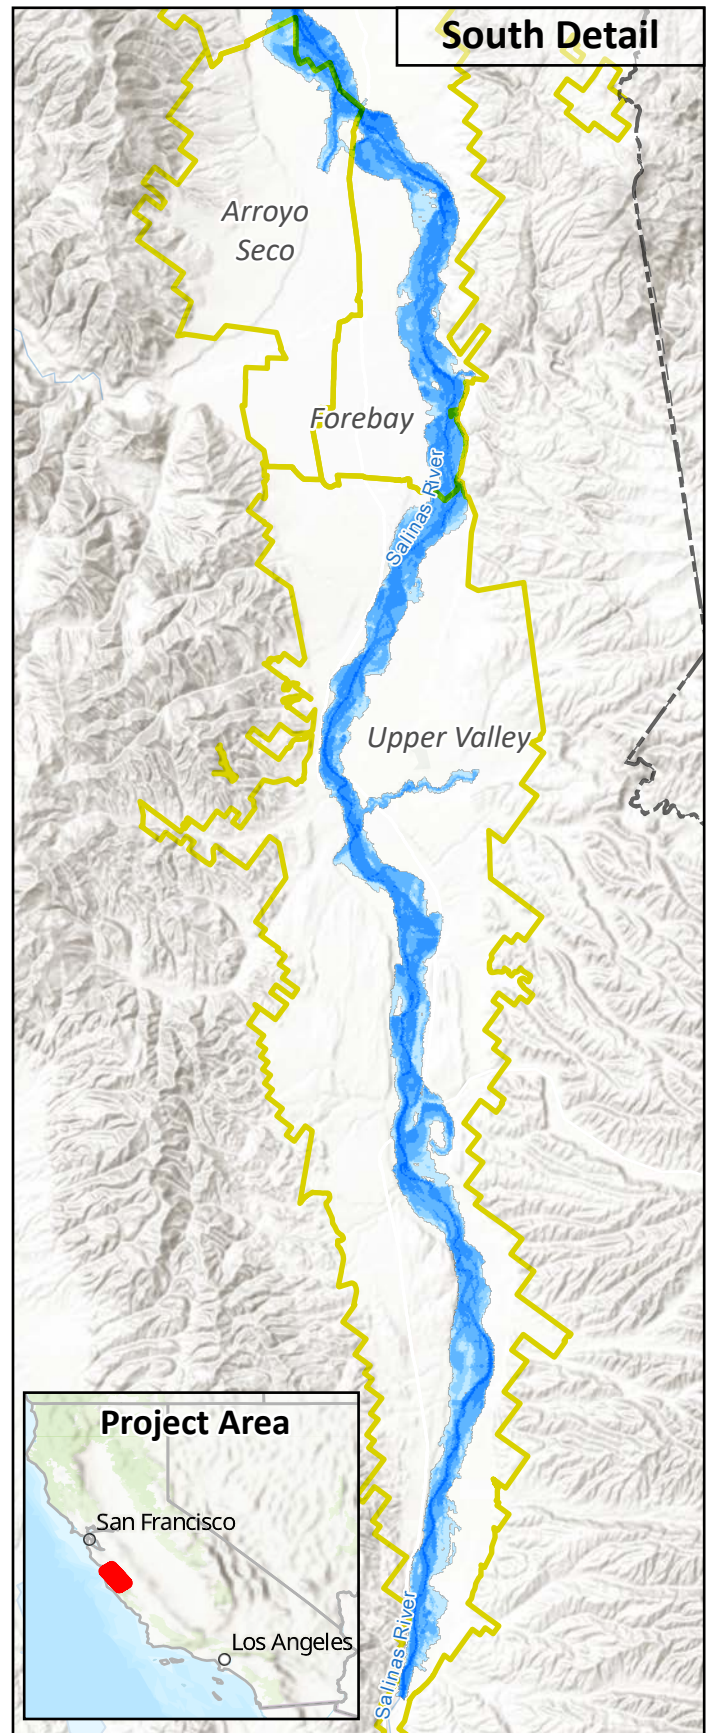 South Detail
Arroyo
Seco
Forebay
Salinas River
Upper Valley
Project Area
San Francisco
Los Angeles
Salinas River